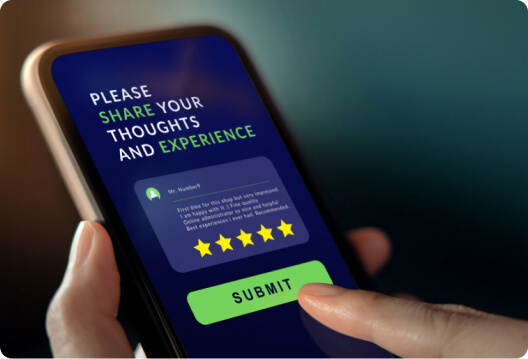 PLEASE
SHARE YOUR
THOUGHTS
AND EXPERIENCE
Mr. Number9
First time for this shop but very impressed.
I am happy with it :) Fine quality
Online administrator so nice and helpful
Best experiences i ever had. Recommended.
SUBMIT